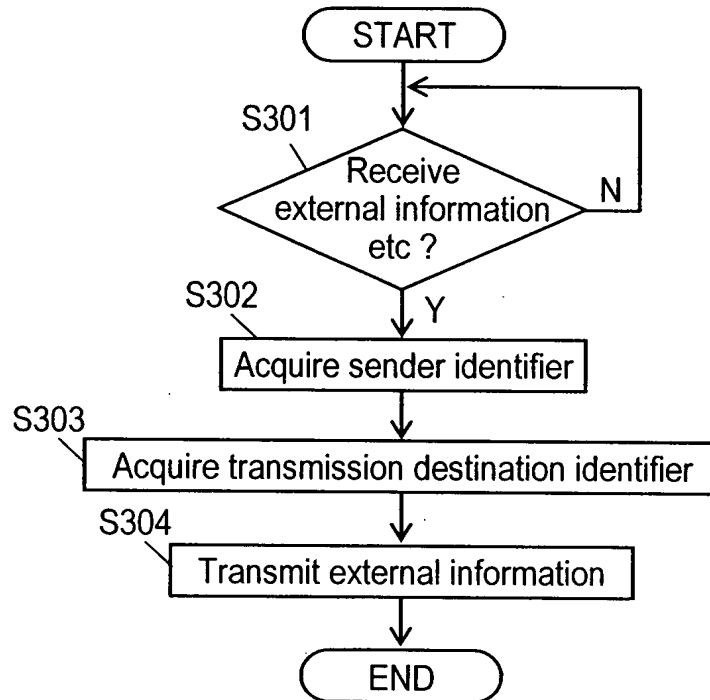 START
S301
Receive
external information
etc ?
N
Y
S302
Acquire sender identifier
S303
Acquire transmission destination identifier
S304
Transmit external information
END